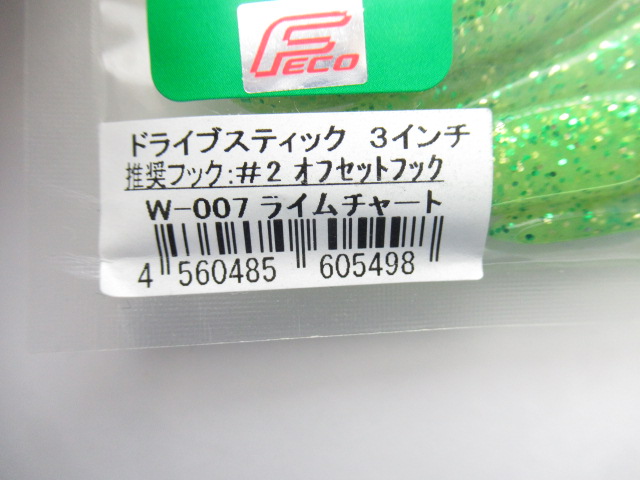 FECO
ドライブスティック 3インチ
推奨フック:#2 オフセットフック
W-007 ライムチャート
4 560485 605498